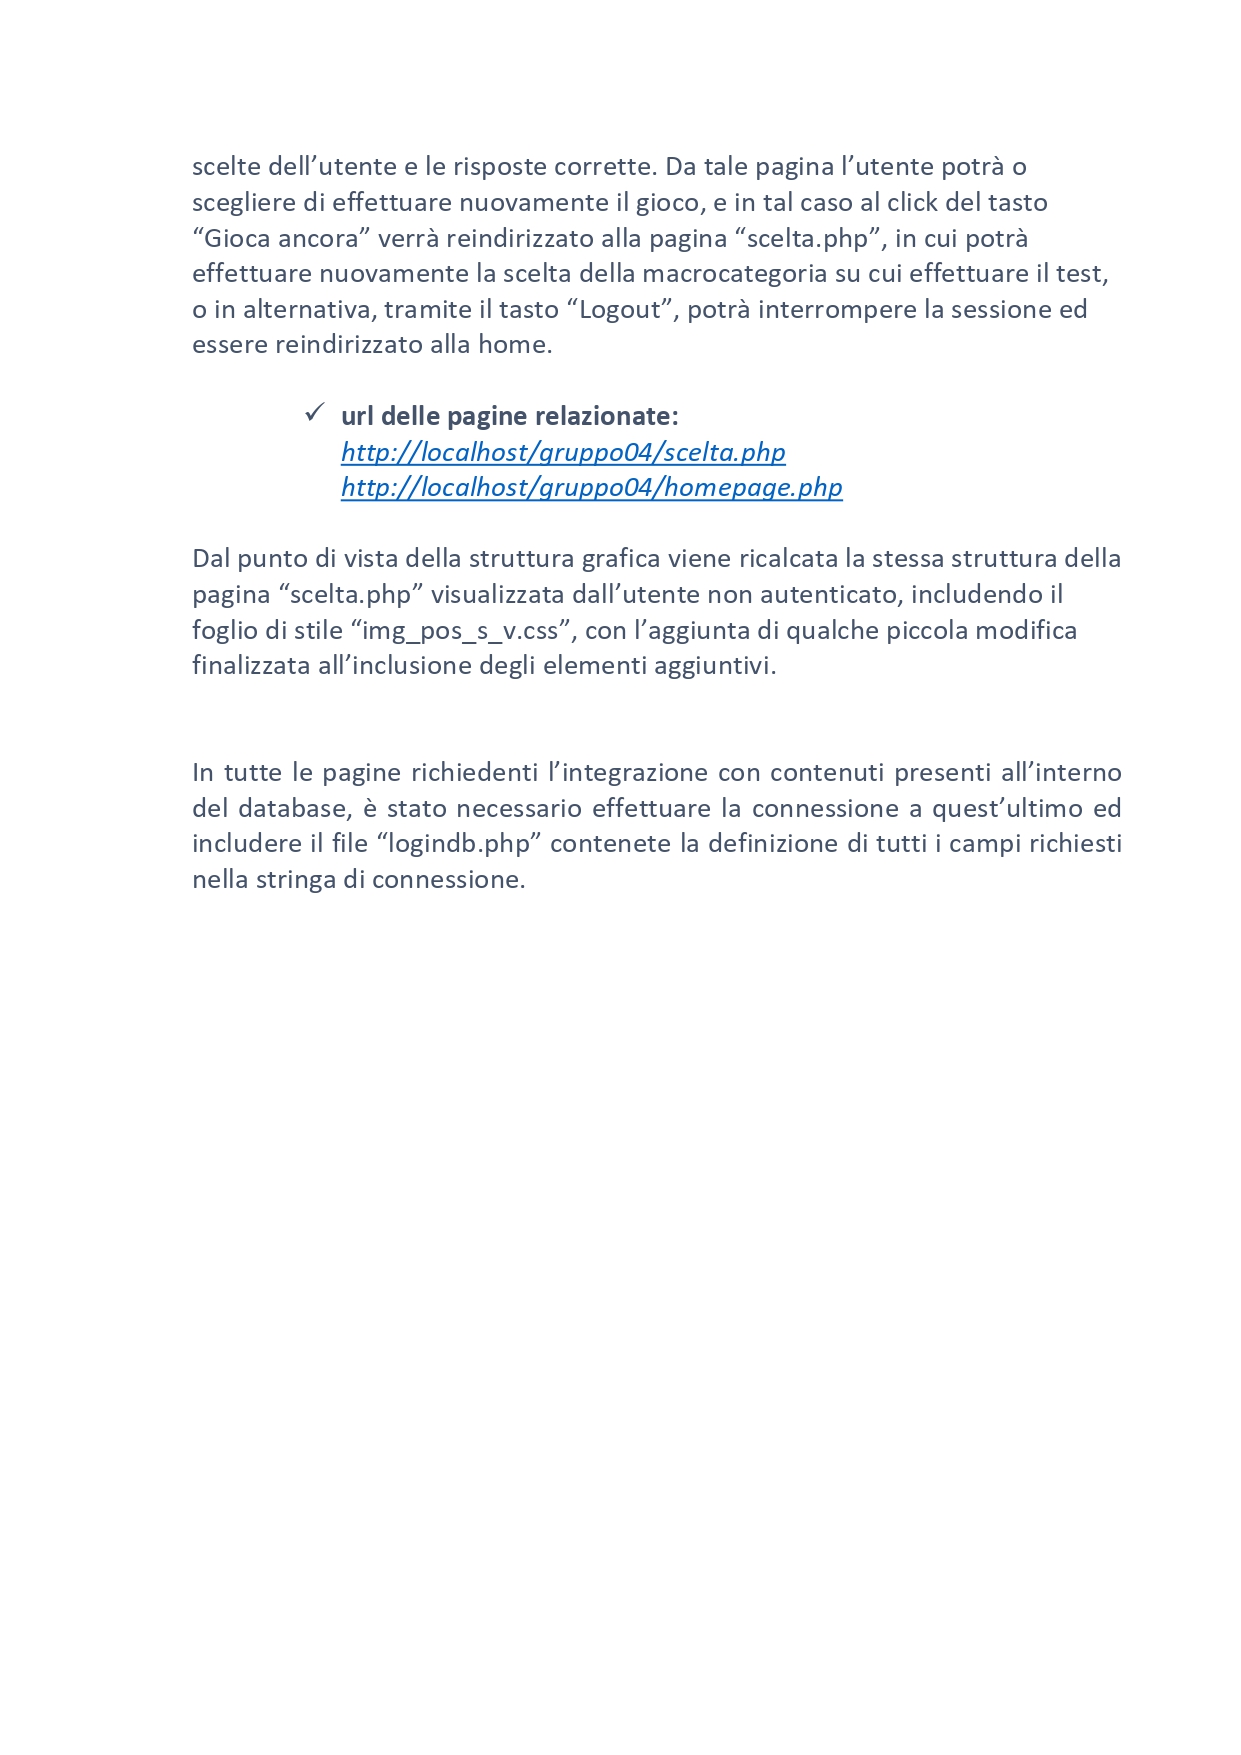 scelte dell’utente e le risposte corrette. Da tale pagina l’utente potrà o
scegliere di effettuare nuovamente il gioco, e in tal caso al click del tasto
“Gioca ancora” verrà reindirizzato alla pagina “scelta.php”, in cui potrà
effettuare nuovamente la scelta della macrocategoria su cui effettuare il test,
o in alternativa, tramite il tasto “Logout”, potrà interrompere la sessione ed
essere reindirizzato alla home.
✓ url delle pagine relazionate:
http://localhost/gruppo04/scelta.php
http://localhost/gruppo04/homepage.php
Dal punto di vista della struttura grafica viene ricalcata la stessa struttura della
pagina “scelta.php” visualizzata dall’utente non autenticato, includendo il
foglio di stile “img_pos_s_v.css”, con l’aggiunta di qualche piccola modifica
finalizzata all’inclusione degli elementi aggiuntivi.
In tutte le pagine richiedenti l’integrazione con contenuti presenti all’interno
del database, è stato necessario effettuare la connessione a quest’ultimo ed
includere il file “logindb.php” contenete la definizione di tutti i campi richiesti
nella stringa di connessione.